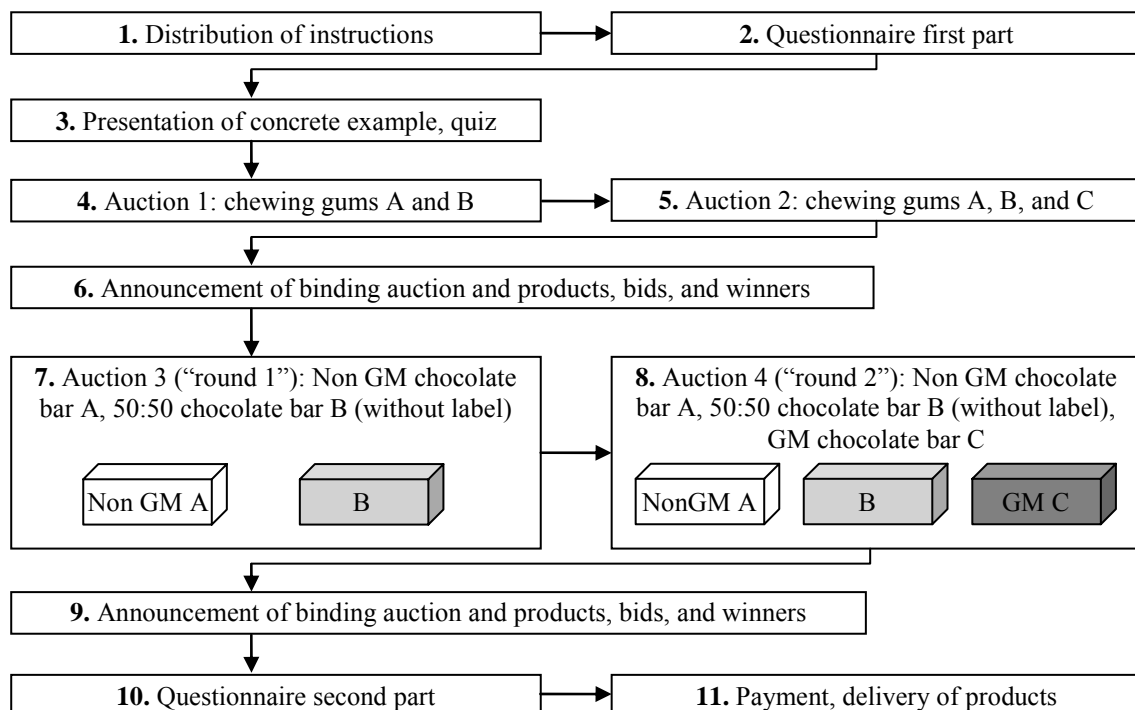 1. Distribution of instructions
2. Questionnaire first part
3. Presentation of concrete example, quiz
4. Auction 1: chewing gums A and B
5. Auction 2: chewing gums A, B, and C
6. Announcement of binding auction and products, bids, and winners
7. Auction 3 (“round 1”): Non GM chocolate
bar A, 50:50 chocolate bar B (without label)
Non GM A
B
8. Auction 4 (“round 2”): Non GM chocolate
bar A, 50:50 chocolate bar B (without label),
GM chocolate bar C
NonGM A
B
GM C
9. Announcement of binding auction and products, bids, and winners
10. Questionnaire second part
11. Payment, delivery of products